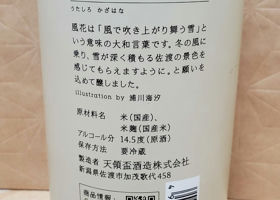 うたしろ かざはな
風花は「風で吹き上がり舞う雪」と
いう意味の大和言葉です。冬の風に
乗り、雪が深く積もる佐渡の景色を
感じてもらえますように。と願いを
込めて醸しました。
illustration by 浦川海汐
原材料名 米(国産)、
米麹(国産米)
アルコール分 14.5度(原酒)
保存方法 要冷蔵
製造者 天領盃酒造株式会社
新潟県佐渡市加茂歌代458
商品情報